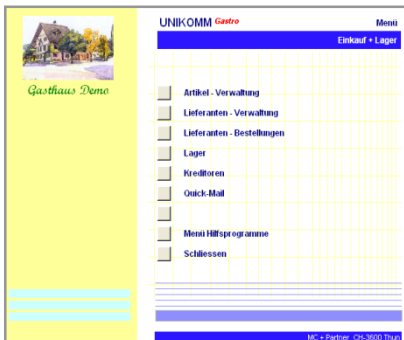 UNIKOMM Gastro
Menü
Einkauf + Lager
Gasthaus Demo
Artikel - Verwaltung
Lieferanten - Verwaltung
Lieferanten - Bestellungen
Lager
Kreditoren
Quick-Mail
Menü Hilfsprogramme
Schliessen
MC + Partner CH-3600 Thun